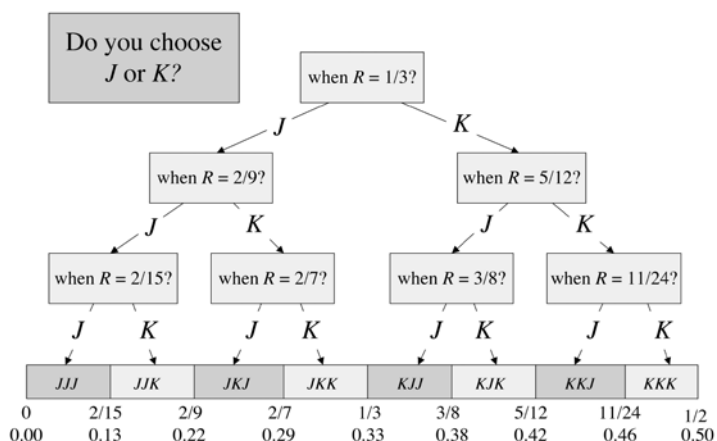 Do you choose
J or K?
when R = 1/3?
J
K
when R = 2/9?
when R = 5/12?
J
K
J
K
when R = 2/15?
when R = 2/7?
when R = 3/8?
when R = 11/24?
J
K
J
K
J
K
J
K
JJJ
JJK
JKJ
JKK
KJJ
KJK
KKJ
KKK
0 2/15 2/9 2/7 1/3 3/8 5/12 11/24 1/2
0.00 0.13 0.22 0.29 0.33 0.38 0.42 0.46 0.50